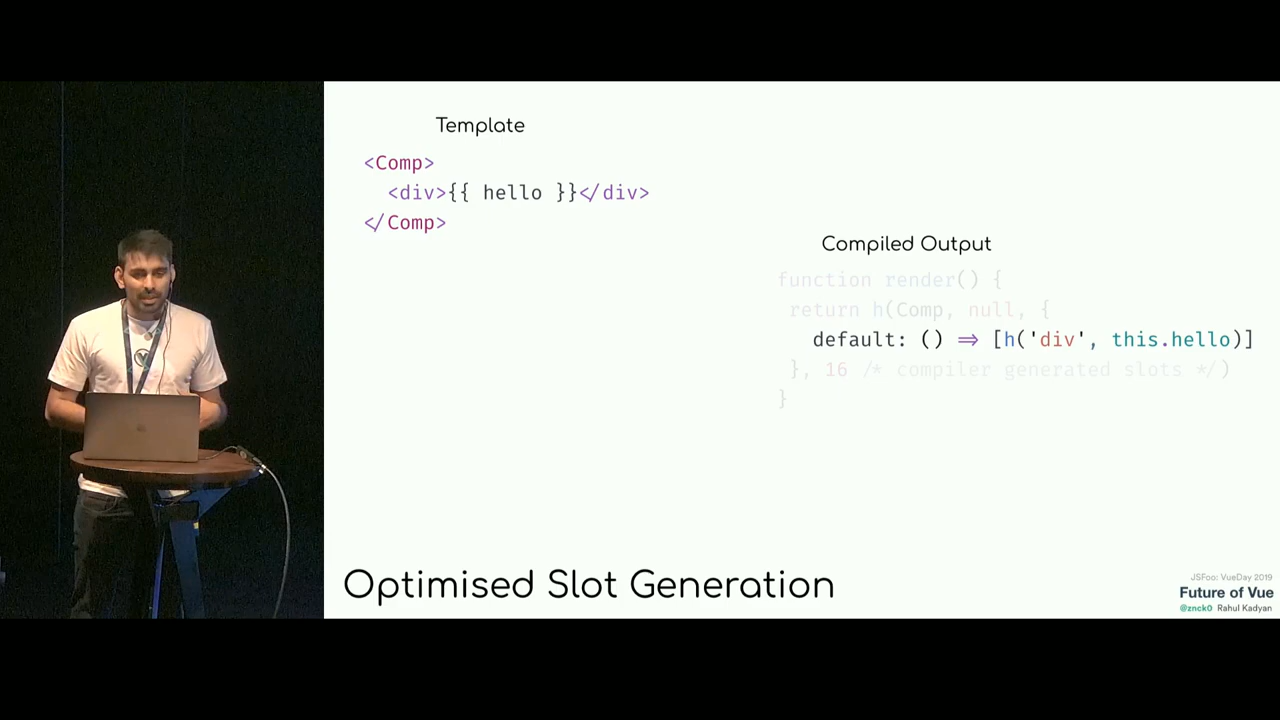 Template
<Comp>
<div>{{ hello }}</div>
</Comp>
Compiled Output
function render() {
return h(Comp, null, {
default: () => [h('div', this.hello)]
}, 16 /* compiler generated slots */)
}
Optimised Slot Generation
JSFoo: VueDay 2019
Future of Vue
@znck0 Rahul Kadyan